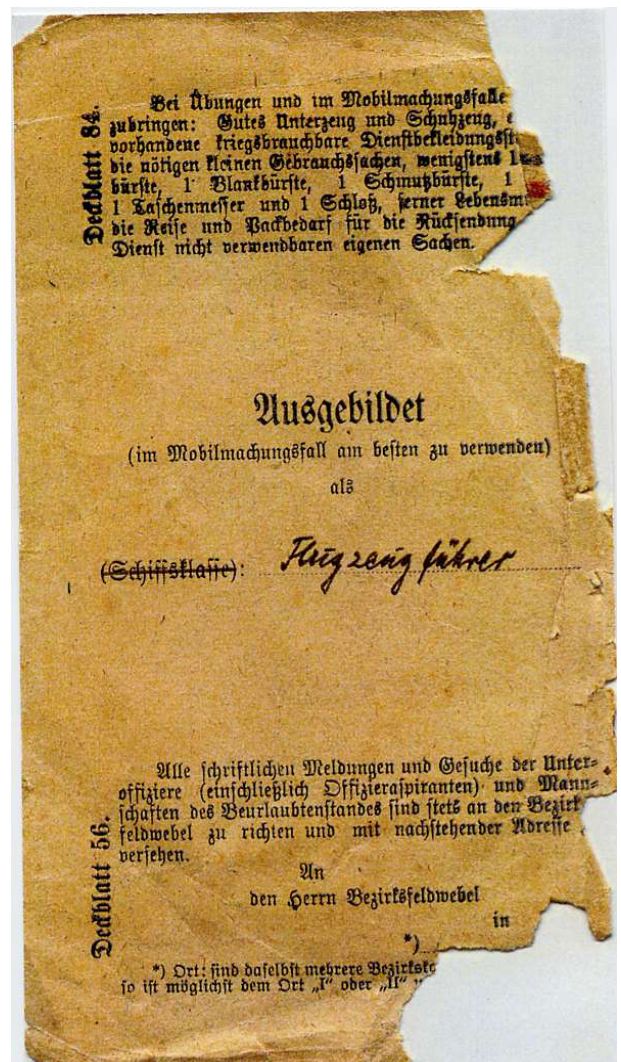 Deckblatt 84.
Bei Übungen und im Mobilmachungsfalle
zubringen: Gutes Unterzeug und Schuhzeug, e
vorhandene kriegsbrauchbare Dienstbekleidungsst
die nötigen kleinen Gebrauchssachen, wenigstens 1
bürste, 1 Blankbürste, 1 Schmutzbürste, 1
1 Taschenmesser und 1 Schloß, ferner Lebensm
die Reise und Packbedarf für die Rücksendung
Dienst nicht verwendbaren eigenen Sachen.
Ausgebildet
(im Mobilmachungsfall am besten zu verwenden)
als
(Schiffsklasse): Flugzeugführer
Deckblatt 56.
Alle schriftlichen Meldungen und Gesuche der Unter-
offiziere (einschließlich Offizieraspiranten) und Mann-
schaften des Beurlaubtenstandes sind stets an den Bezirk
feldwebel zu richten und mit nachstehender Adresse
versehen.
An
den Herrn Bezirksfeldwebel
in
*)
*) Ort: sind daselbst mehrere Bezirksko
so ist möglichst dem Ort „I" oder „II"